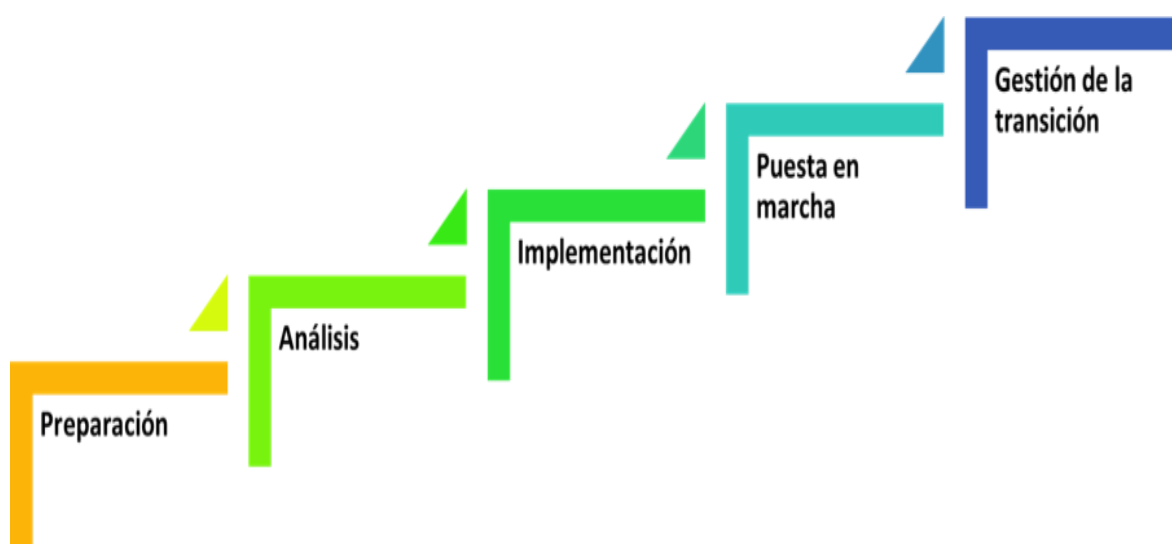 Preparación
Análisis
Implementación
Puesta en
marcha
Gestión de la
transición